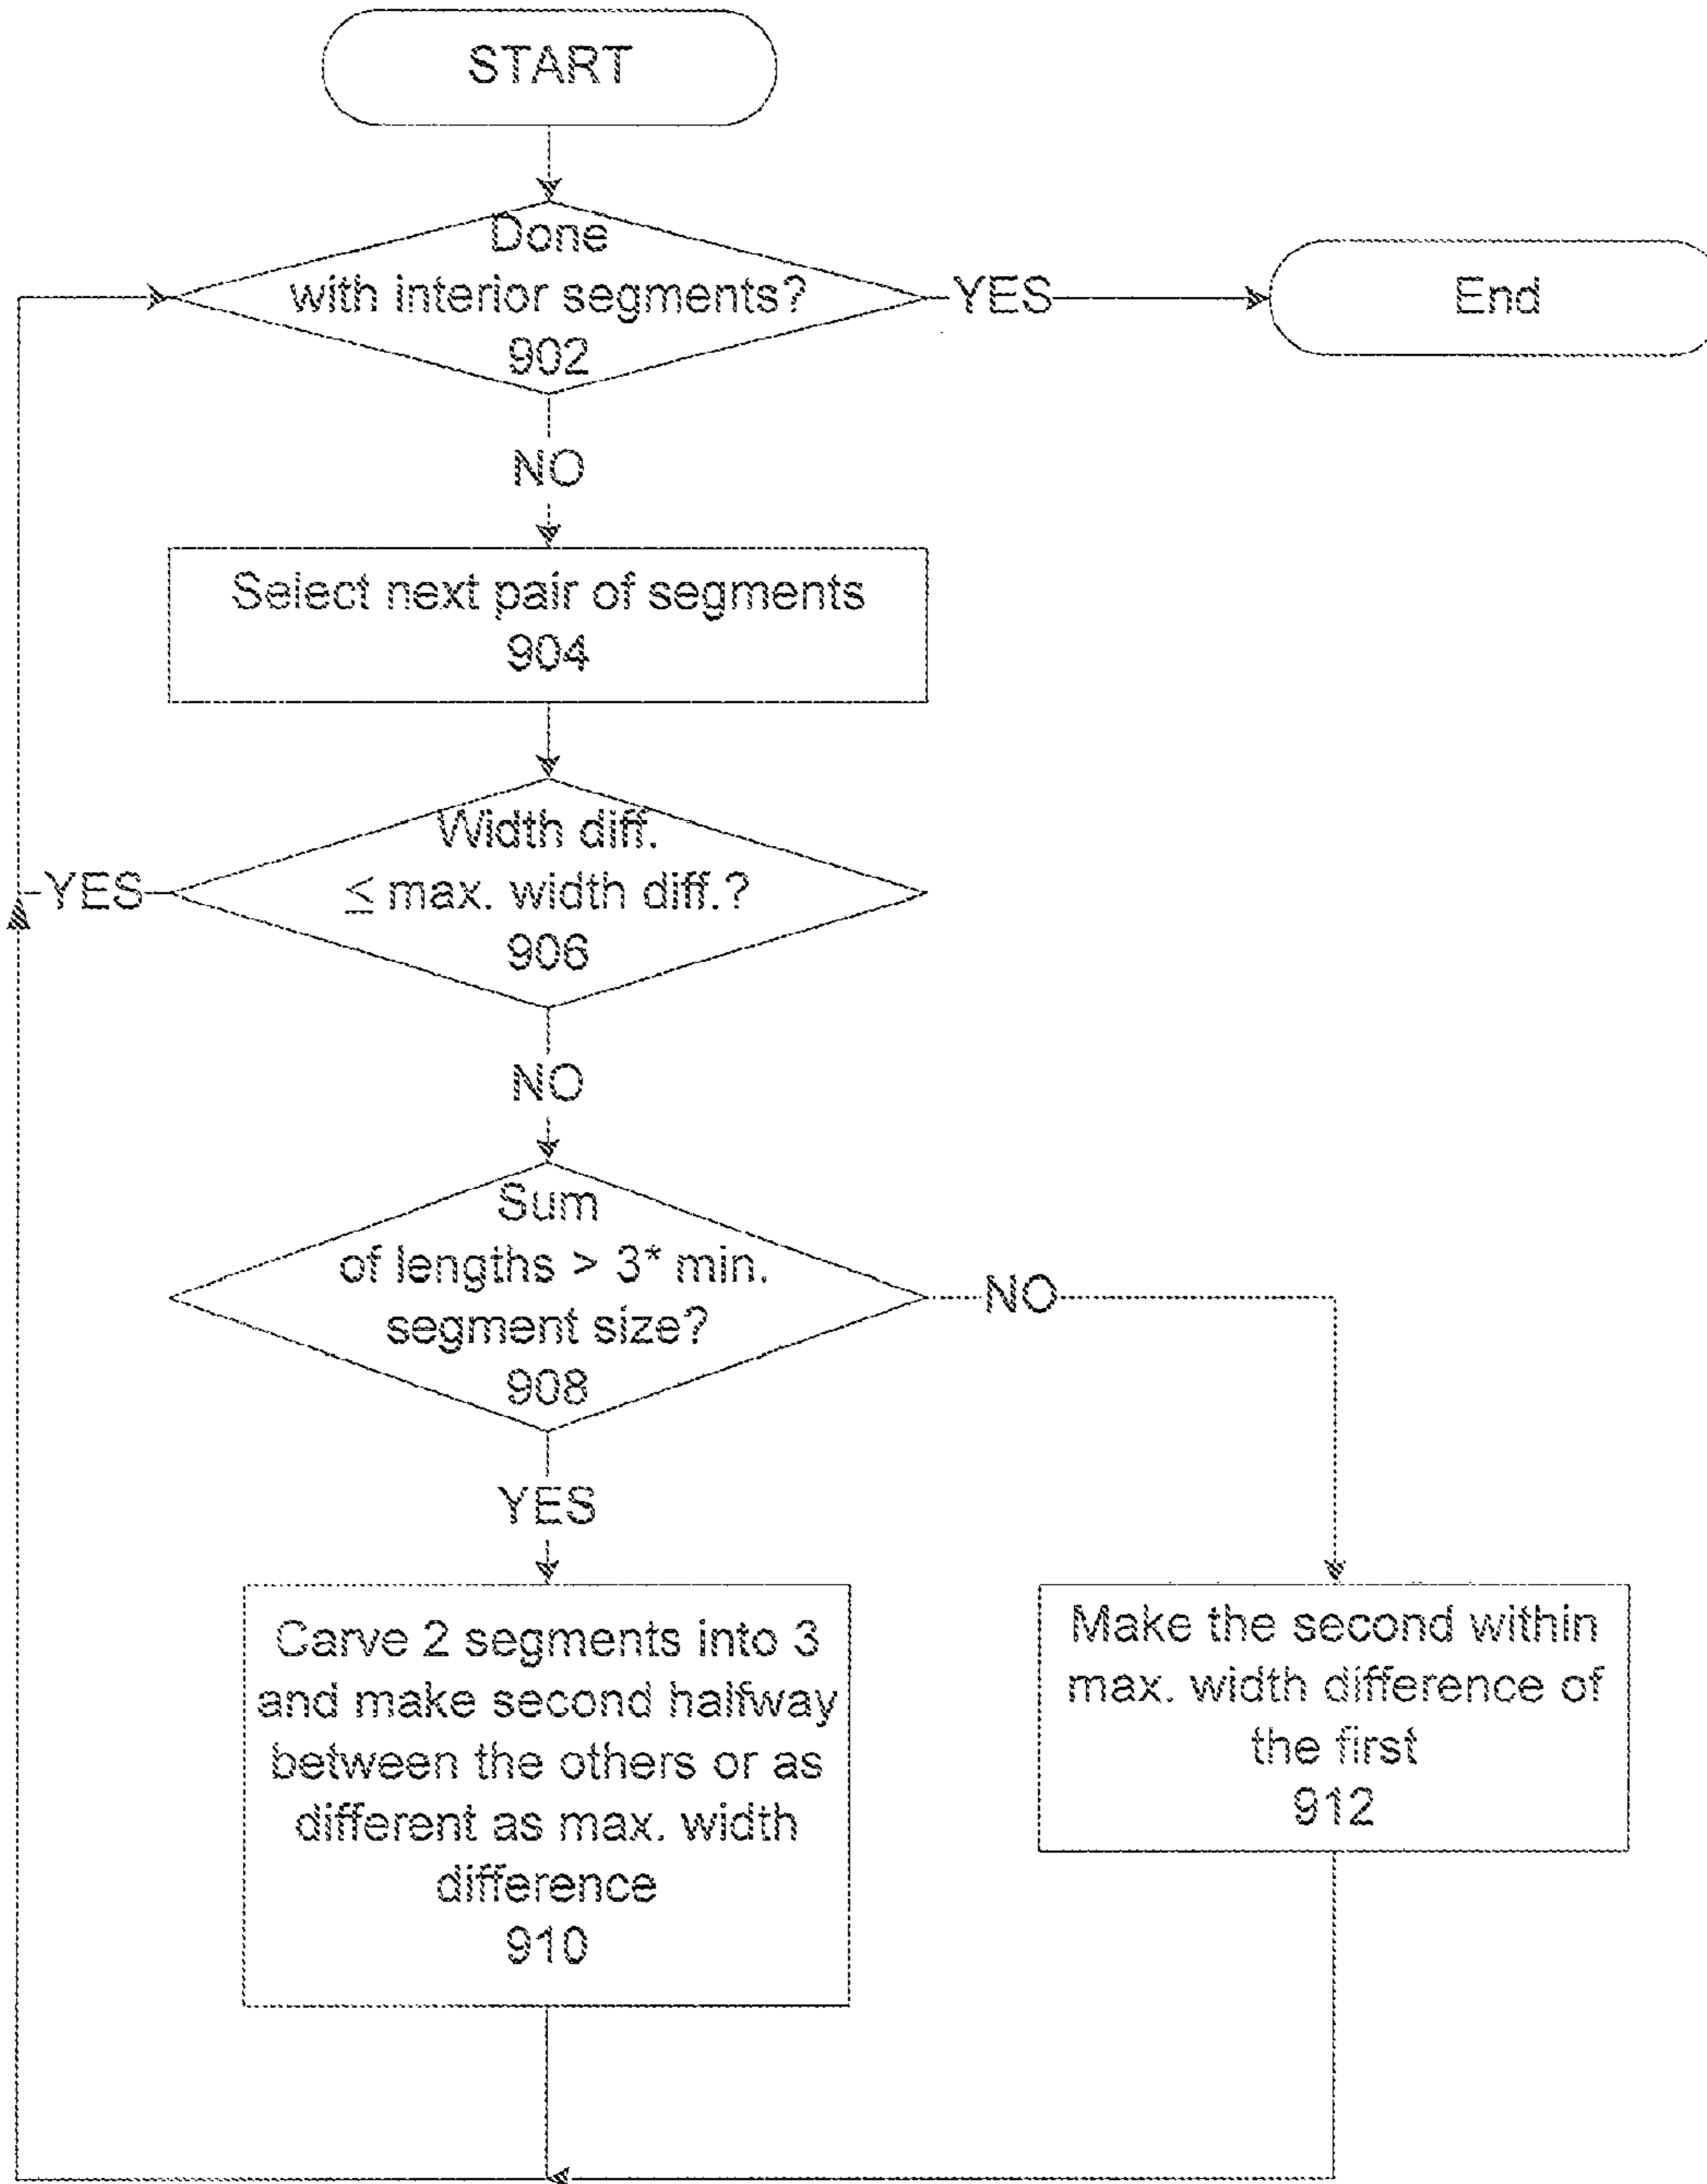 START
Done
with interior segments?
902
YES
End
NO
Select next pair of segments
904
Width diff.
≤ max. width diff.?
906
YES
NO
Sum
of lengths > 3* min.
segment size?
908
NO
YES
Carve 2 segments into 3
and make second halfway
between the others or as
different as max. width
difference
910
Make the second within
max. width difference of
the first
912